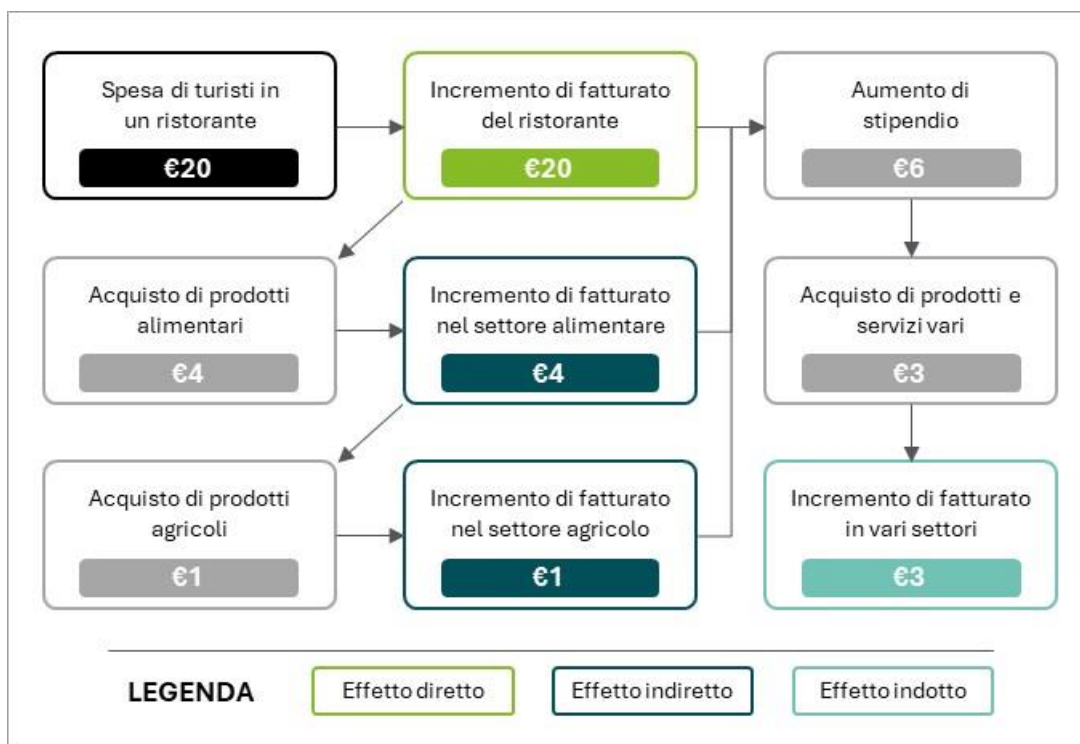 Spesa di turisti in
un ristorante
€20
Incremento di fatturato
del ristorante
€20
Aumento di
stipendio
€6
Acquisto di prodotti
alimentari
€4
Incremento di fatturato
nel settore alimentare
€4
Acquisto di prodotti e
servizi vari
€3
Acquisto di prodotti
agricoli
€1
Incremento di fatturato
nel settore agricolo
€1
Incremento di fatturato
in vari settori
€3
LEGENDA
Effetto diretto
Effetto indiretto
Effetto indotto